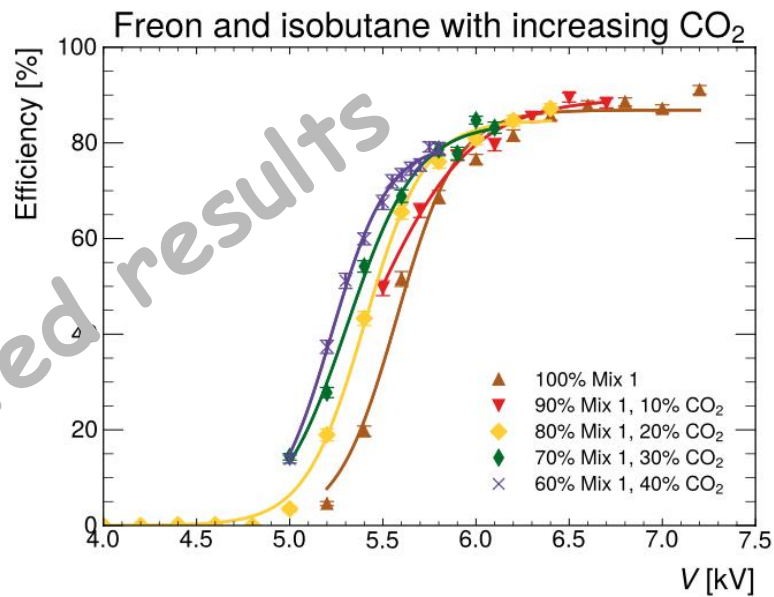 Freon and isobutane with increasing CO₂
Efficiency [%]
100
80
60
40
20
0
4.0 4.5 5.0 5.5 6.0 6.5 7.0 7.5
V [kV]
100% Mix 1
90% Mix 1, 10% CO₂
80% Mix 1, 20% CO₂
70% Mix 1, 30% CO₂
60% Mix 1, 40% CO₂
results